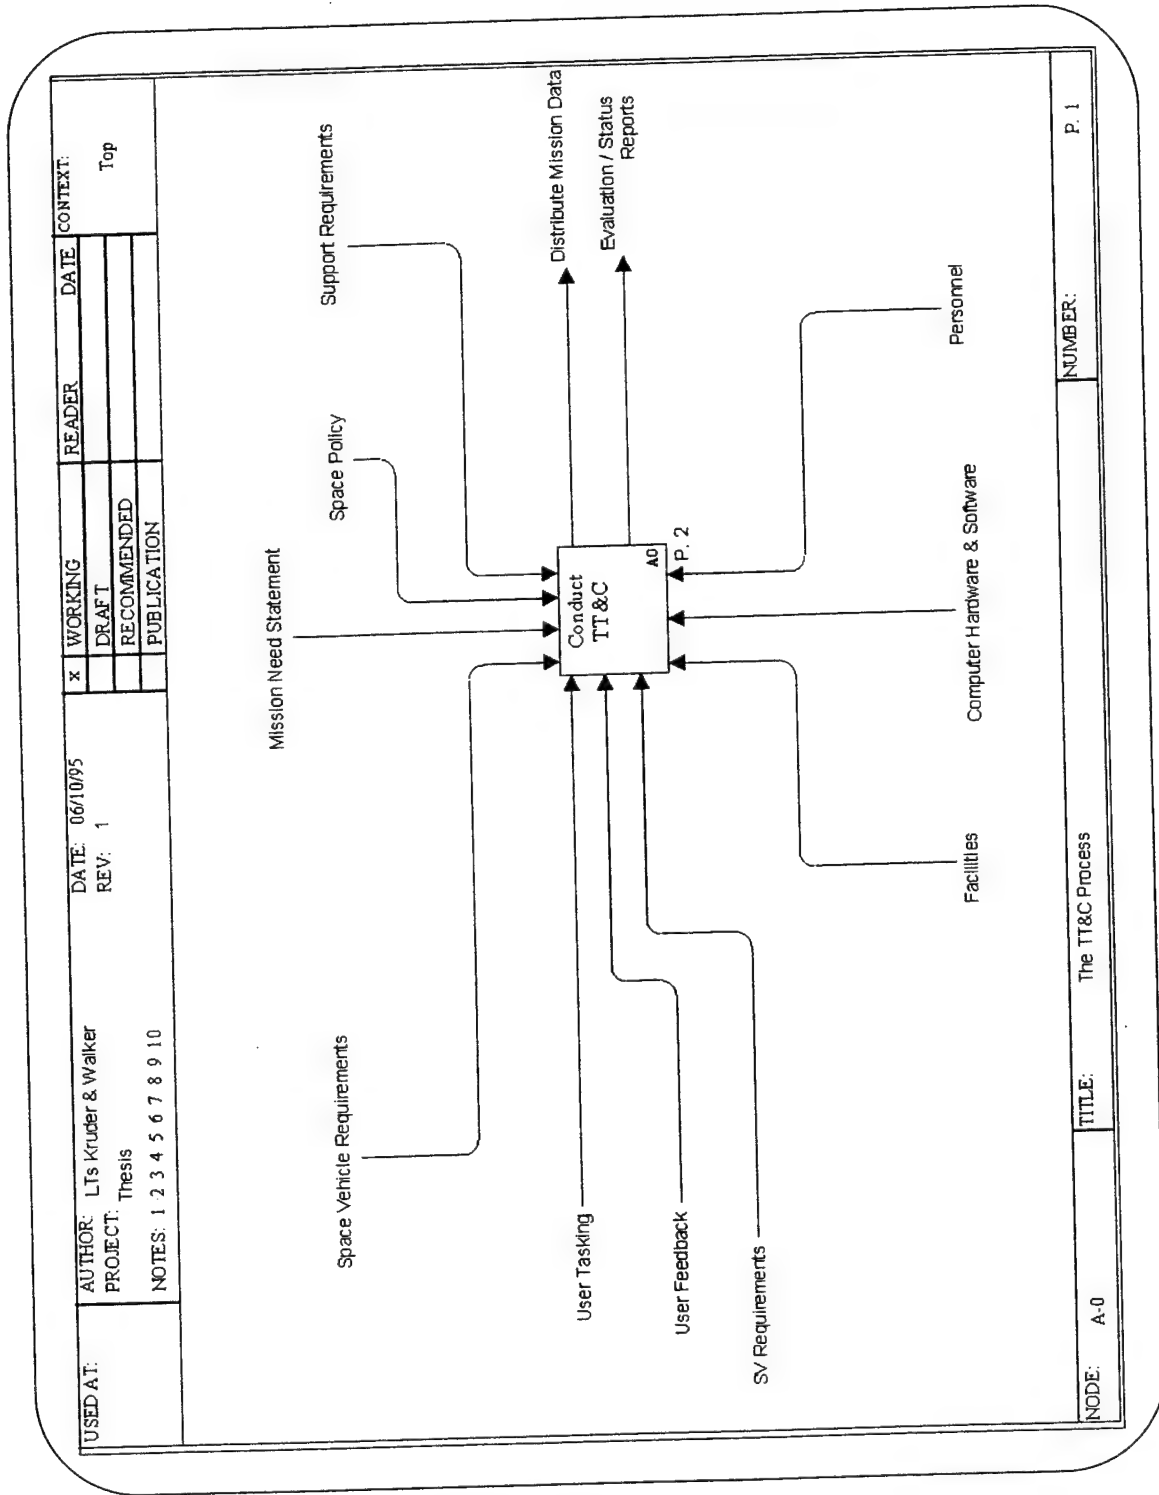 USED AT:
AUTHOR: LTs Kruder & Walker
PROJECT: Thesis
NOTES: 1 2 3 4 5 6 7 8 9 10
DATE: 06/10/95
REV: 1
x WORKING
DRAFT
RECOMMENDED
PUBLICATION
READER DATE
CONTEXT:
Top
Mission Need Statement
Space Vehicle Requirements
Space Policy
Support Requirements
User Tasking
User Feedback
SV Requirements
Conduct
TT&C
A0
P. 2
Distribute Mission Data
Evaluation / Status
Reports
Facilities
Computer Hardware & Software
Personnel
NODE: A-0
TITLE: The TT&C Process
NUMBER: P. 1